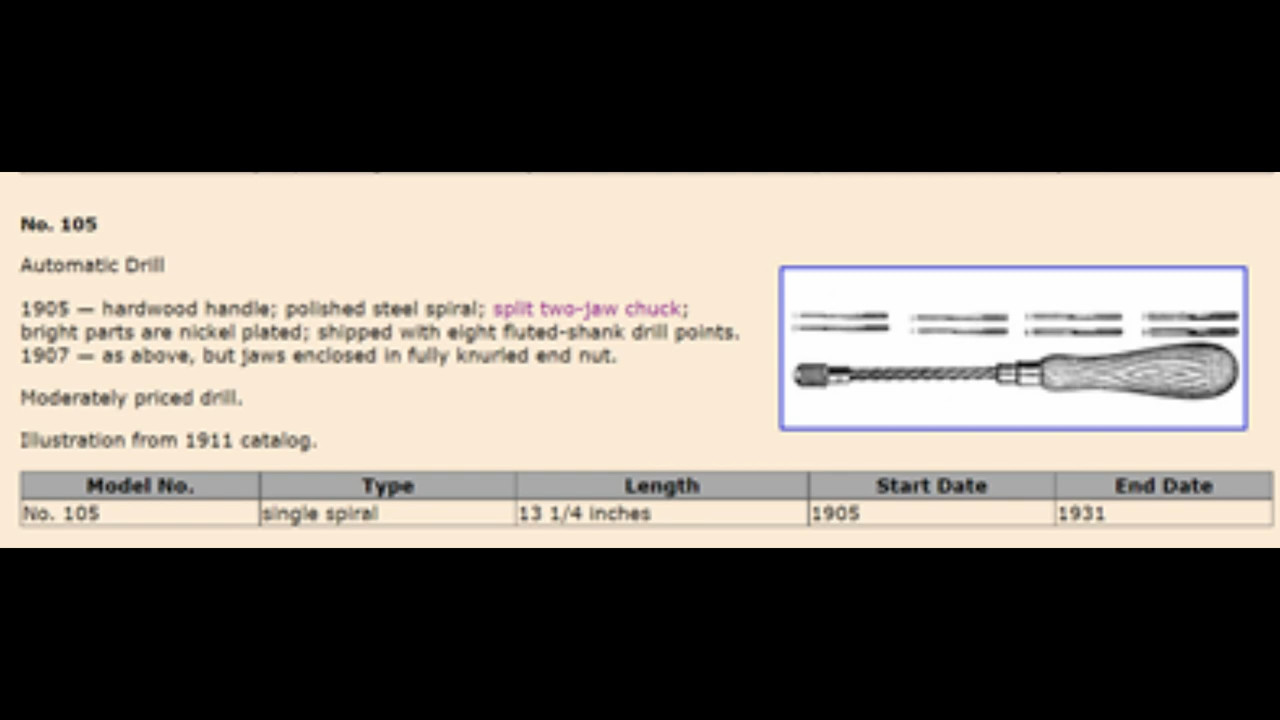 No. 105
Automatic Drill
1905 — hardwood handle; polished steel spiral; split two-jaw chuck;
bright parts are nickel plated; shipped with eight fluted-shank drill points.
1907 — as above, but jaws enclosed in fully knurled end nut.
Moderately priced drill.
Illustration from 1911 catalog.
Model No. Type Length Start Date End Date
No. 105 single spiral 13 1/4 inches 1905 1931